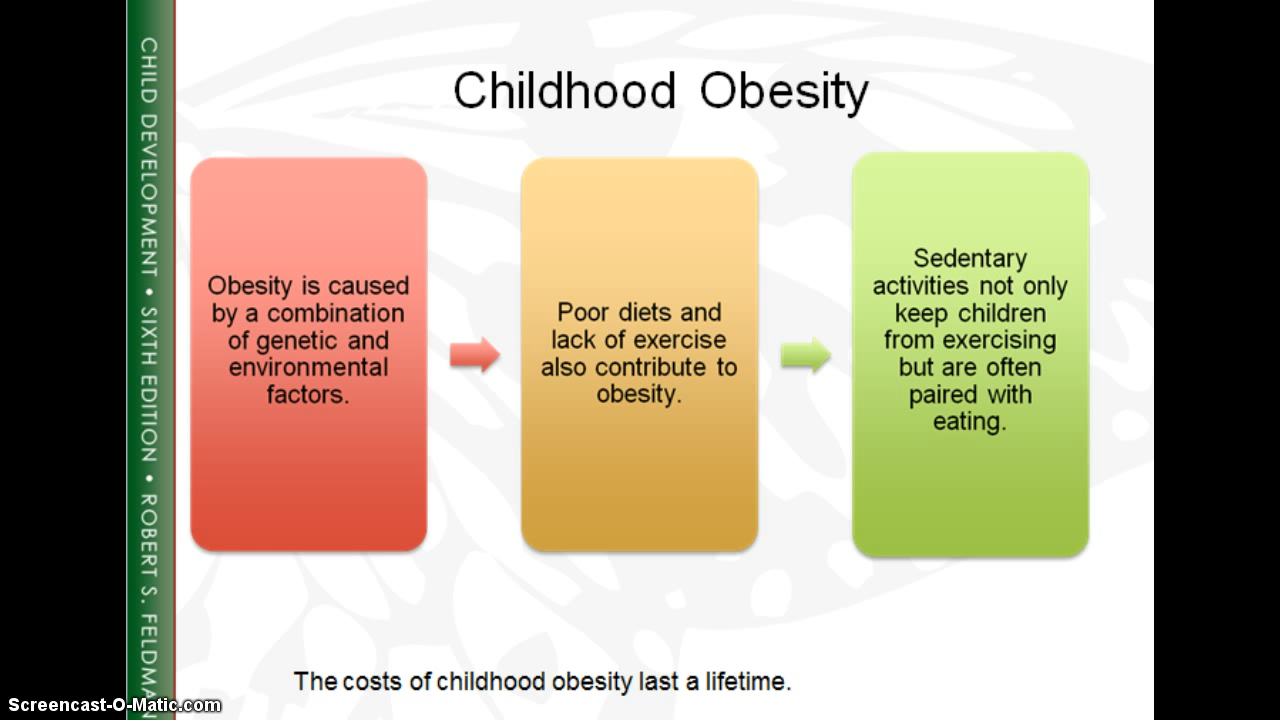 Childhood Obesity
Obesity is caused
by a combination
of genetic and
environmental
factors.
Poor diets and
lack of exercise
also contribute to
obesity.
Sedentary
activities not only
keep children
from exercising
but are often
paired with
eating.
The costs of childhood obesity last a lifetime.
CHILD DEVELOPMENT • SIXTH EDITION • ROBERT S. FELDMAN
Screencast-O-Matic.com